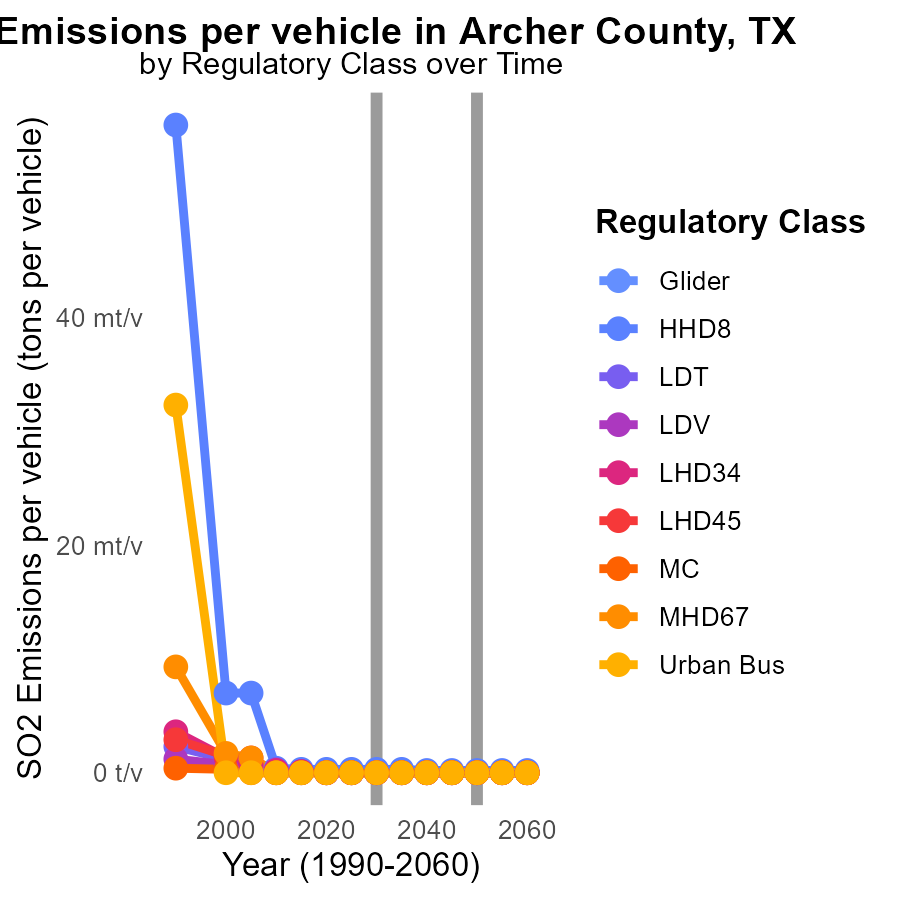 Emissions per vehicle in Archer County, TX
by Regulatory Class over Time
SO2 Emissions per vehicle (tons per vehicle)
40 mt/v
20 mt/v
0 t/v
2000 2020 2040 2060
Year (1990-2060)
Regulatory Class
Glider
HHD8
LDT
LDV
LHD34
LHD45
MC
MHD67
Urban Bus